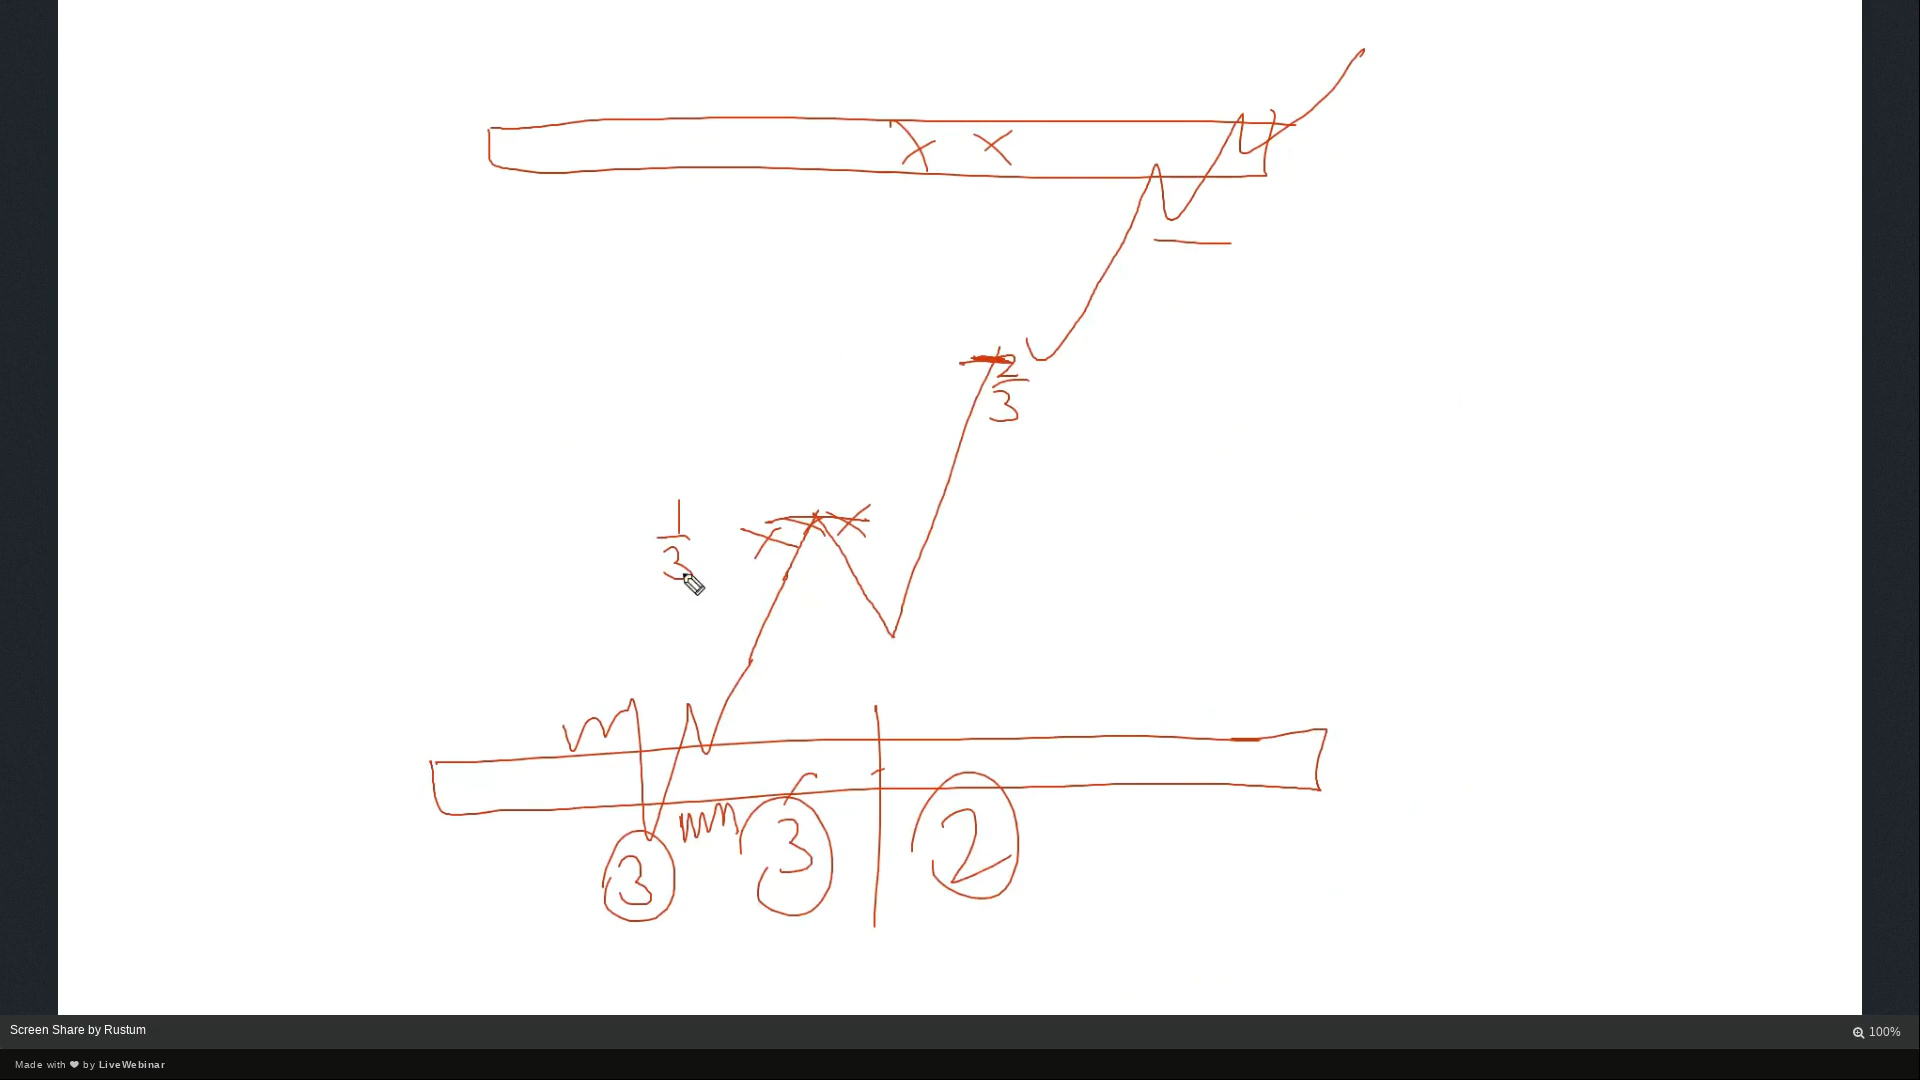 X X
2
3
1
3
X X X
3
3
2
Screen Share by Rustum
100%
Made with ❤ by LiveWebinar